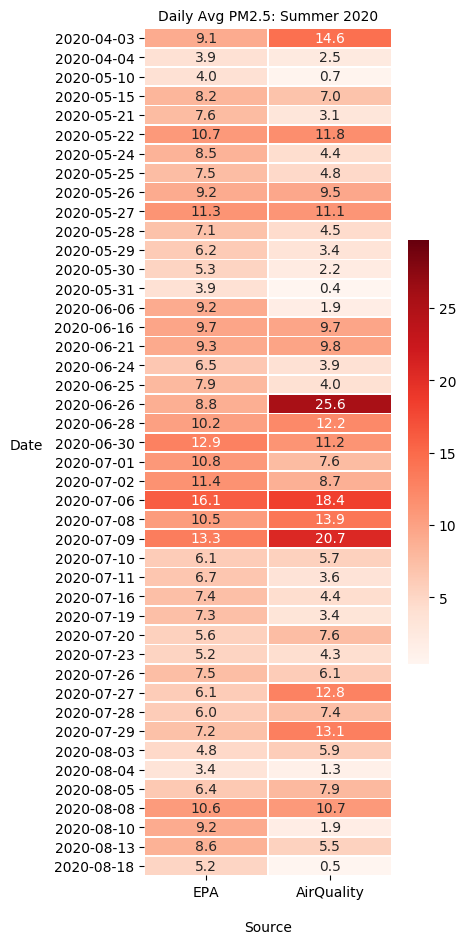 Daily Avg PM2.5: Summer 2020
2020-04-03 9.1 14.6
2020-04-04 3.9 2.5
2020-05-10 4.0 0.7
2020-05-15 8.2 7.0
2020-05-21 7.6 3.1
2020-05-22 10.7 11.8
2020-05-24 8.5 4.4
2020-05-25 7.5 4.8
2020-05-26 9.2 9.5
2020-05-27 11.3 11.1
2020-05-28 7.1 4.5
2020-05-29 6.2 3.4
2020-05-30 5.3 2.2
2020-05-31 3.9 0.4
2020-06-06 9.2 1.9
2020-06-16 9.7 9.7
2020-06-21 9.3 9.8
2020-06-24 6.5 3.9
2020-06-25 7.9 4.0
2020-06-26 8.8 25.6
2020-06-28 10.2 12.2
2020-06-30 12.9 11.2
2020-07-01 10.8 7.6
2020-07-02 11.4 8.7
2020-07-06 16.1 18.4
2020-07-08 10.5 13.9
2020-07-09 13.3 20.7
2020-07-10 6.1 5.7
2020-07-11 6.7 3.6
2020-07-16 7.4 4.4
2020-07-19 7.3 3.4
2020-07-20 5.6 7.6
2020-07-23 5.2 4.3
2020-07-26 7.5 6.1
2020-07-27 6.1 12.8
2020-07-28 6.0 7.4
2020-07-29 7.2 13.1
2020-08-03 4.8 5.9
2020-08-04 3.4 1.3
2020-08-05 6.4 7.9
2020-08-08 10.6 10.7
2020-08-10 9.2 1.9
2020-08-13 8.6 5.5
2020-08-18 5.2 0.5
EPA AirQuality
Source
Date
25
20
15
10
5